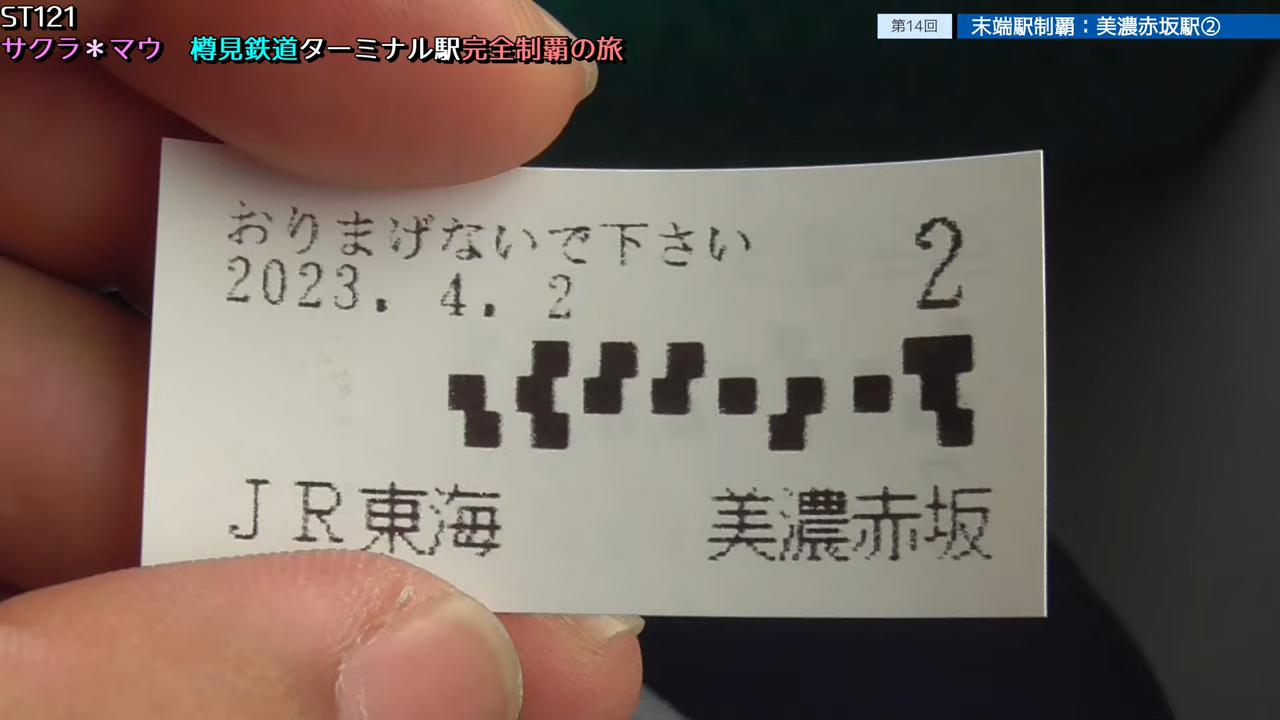 ST121
サクラ＊マウ 樽見鉄道ターミナル駅完全制覇の旅
第14回 末端駅制覇：美濃赤坂駅②
おりまげないで下さい 2
2023. 4. 2
JR東海 美濃赤坂